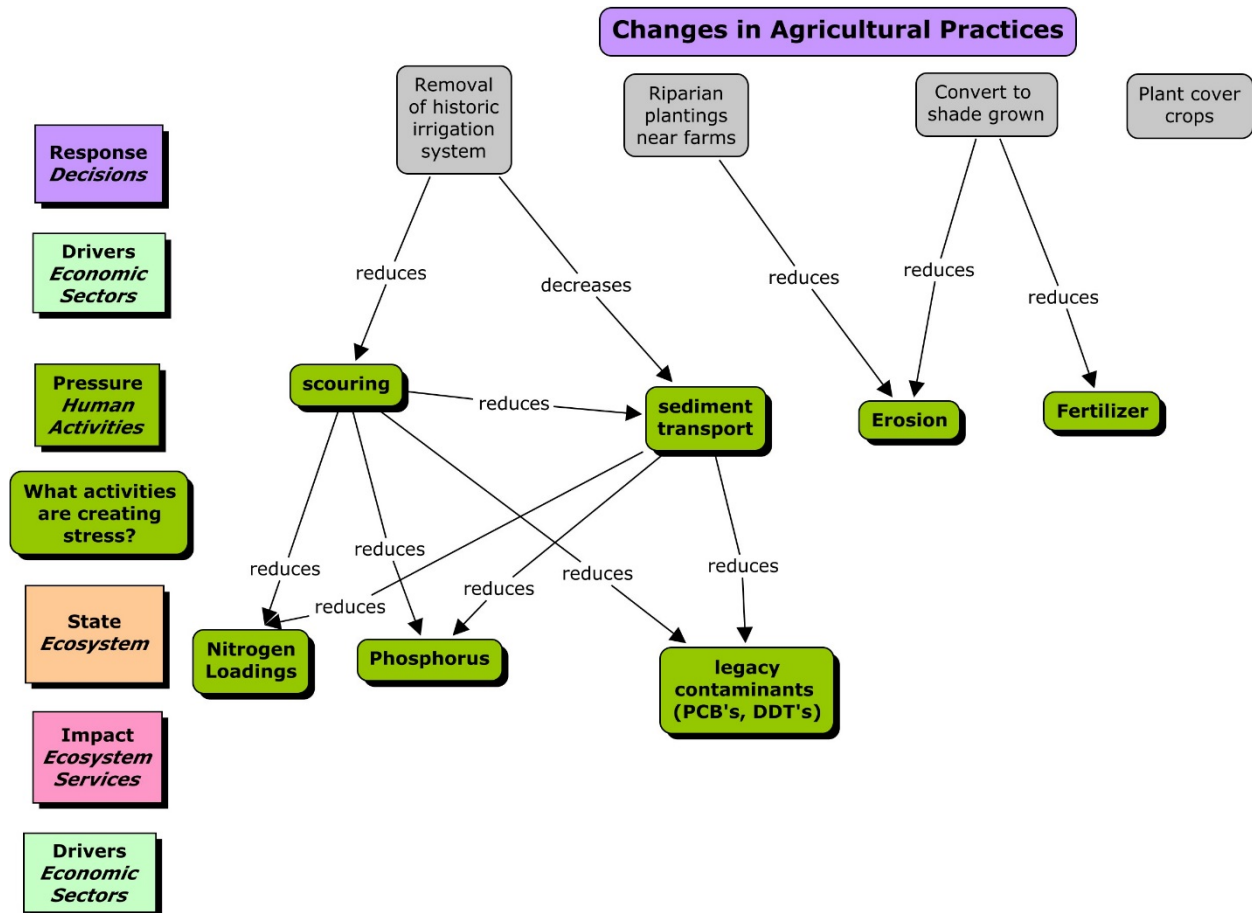 Changes in Agricultural Practices
Removal
of historic
irrigation
system
Riparian
plantings
near farms
Convert to
shade grown
Plant cover
crops
Response
Decisions
Drivers
Economic
Sectors
reduces
decreases
reduces
reduces
reduces
Pressure
Human
Activities
scouring
reduces
sediment
transport
Erosion
Fertilizer
What activities
are creating
stress?
reduces
reduces
reduces
reduces
reduces
reduces
State
Ecosystem
Nitrogen
Loadings
Phosphorus
legacy
contaminants
(PCB's, DDT's)
Impact
Ecosystem
Services
Drivers
Economic
Sectors